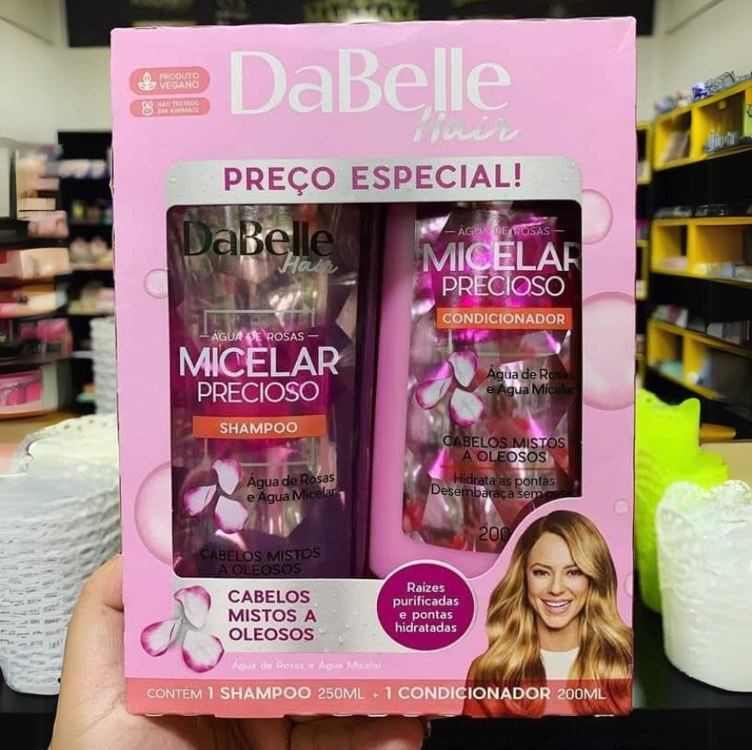 PRODUTO
VEGANO
NÃO TESTADO
EM ANIMAIS
DaBelle
Hair
PREÇO ESPECIAL!
DaBelle
Hair
ÁGUA DE ROSAS
MICELAR
PRECIOSO
SHAMPOO
Água de Rosas
e Água Micelar
CABELOS MISTOS
A OLEOSOS
ÁGUA DE ROSAS
MICELAR
PRECIOSO
CONDICIONADOR
Água de Rosas
e Água Micelar
CABELOS MISTOS
A OLEOSOS
Hidrata as pontas
Desembaraça sem
200
CABELOS
MISTOS A
OLEOSOS
Água de Rosas e Água Micelar
Raízes
purificadas
e pontas
hidratadas
CONTÉM 1 SHAMPOO 250ML + 1 CONDICIONADOR 200ML